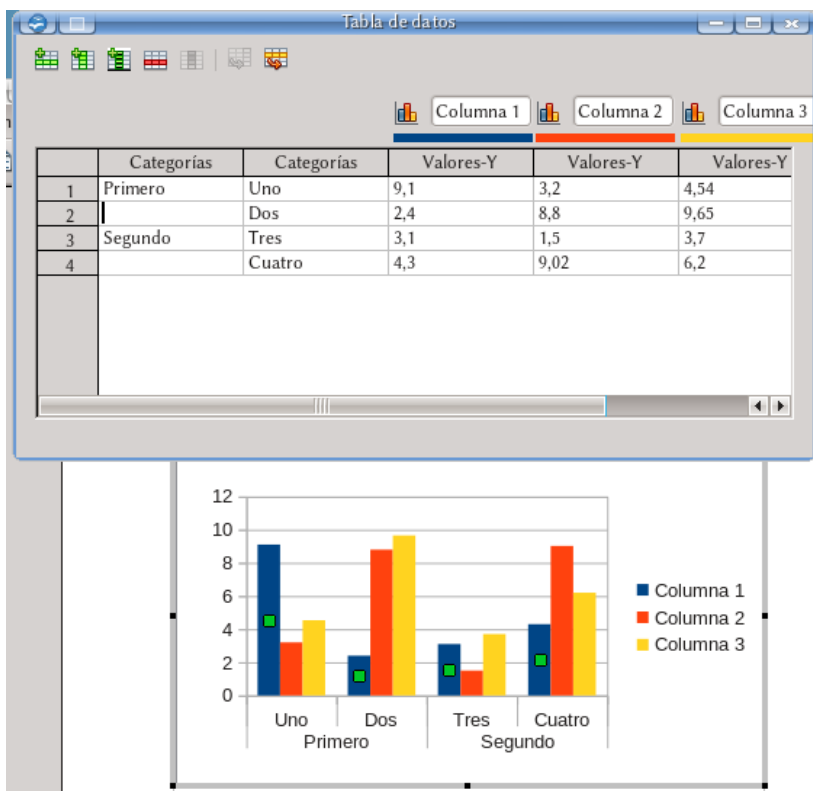 Tabla de datos
Columna 1 Columna 2 Columna 3
Categorías Categorías Valores-Y Valores-Y Valores-Y
1 Primero Uno 9,1 3,2 4,54
2 Dos 2,4 8,8 9,65
3 Segundo Tres 3,1 1,5 3,7
4 Cuatro 4,3 9,02 6,2
12
10
8
6
4
2
0
Columna 1
Columna 2
Columna 3
Uno Dos Tres Cuatro
Primero Segundo